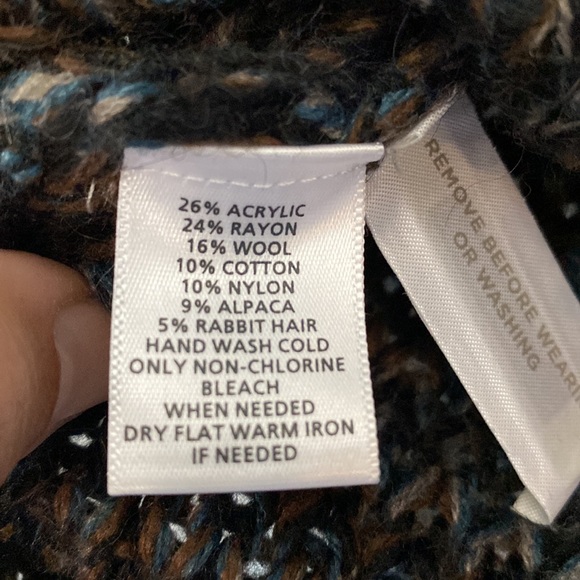 26% ACRYLIC
24% RAYON
16% WOOL
10% COTTON
10% NYLON
9% ALPACA
5% RABBIT HAIR
HAND WASH COLD
ONLY NON-CHLORINE
BLEACH
WHEN NEEDED
DRY FLAT WARM IRON
IF NEEDED
REMOVE BEFORE WEARI
OR WASHING